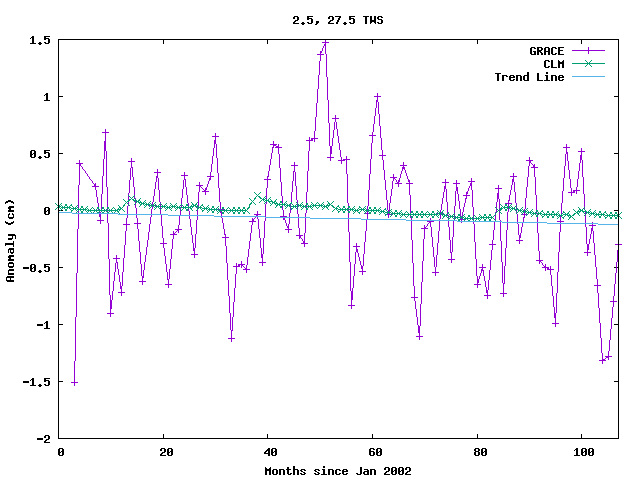 2.5, 27.5 TWS
GRACE
CLM
Trend Line
1.5
1
0.5
0
-0.5
-1
-1.5
-2
Anomaly (cm)
0 20 40 60 80 100
Months since Jan 2002